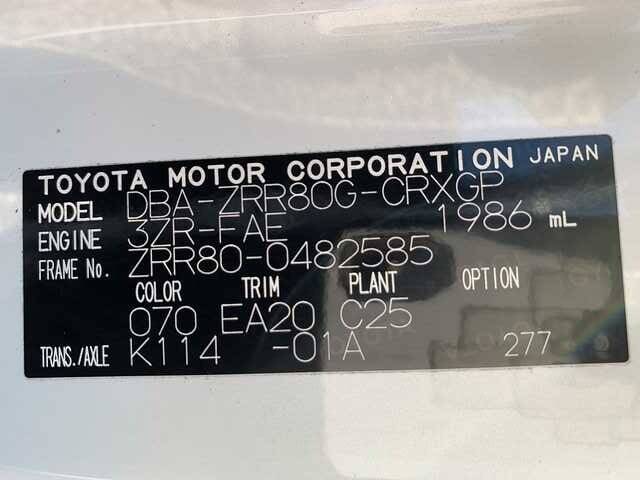 TOYOTA MOTOR CORPORATION JAPAN
MODEL DBA-ZRR80G-CRXGP
ENGINE 3ZR-FAE 1986 mL
FRAME No. ZRR80-0482585
COLOR TRIM PLANT OPTION
070 EA20 C25
TRANS./AXLE K114 -01A 277